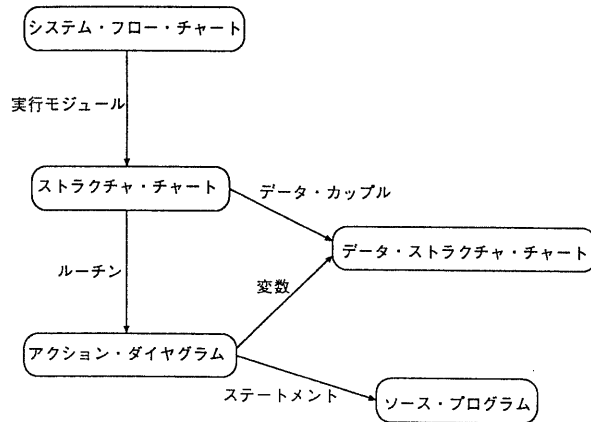 システム・フロー・チャート
実行モジュール
ストラクチャ・チャート
データ・カップル
データ・ストラクチャ・チャート
ルーチン
変数
アクション・ダイヤグラム
ステートメント
ソース・プログラム